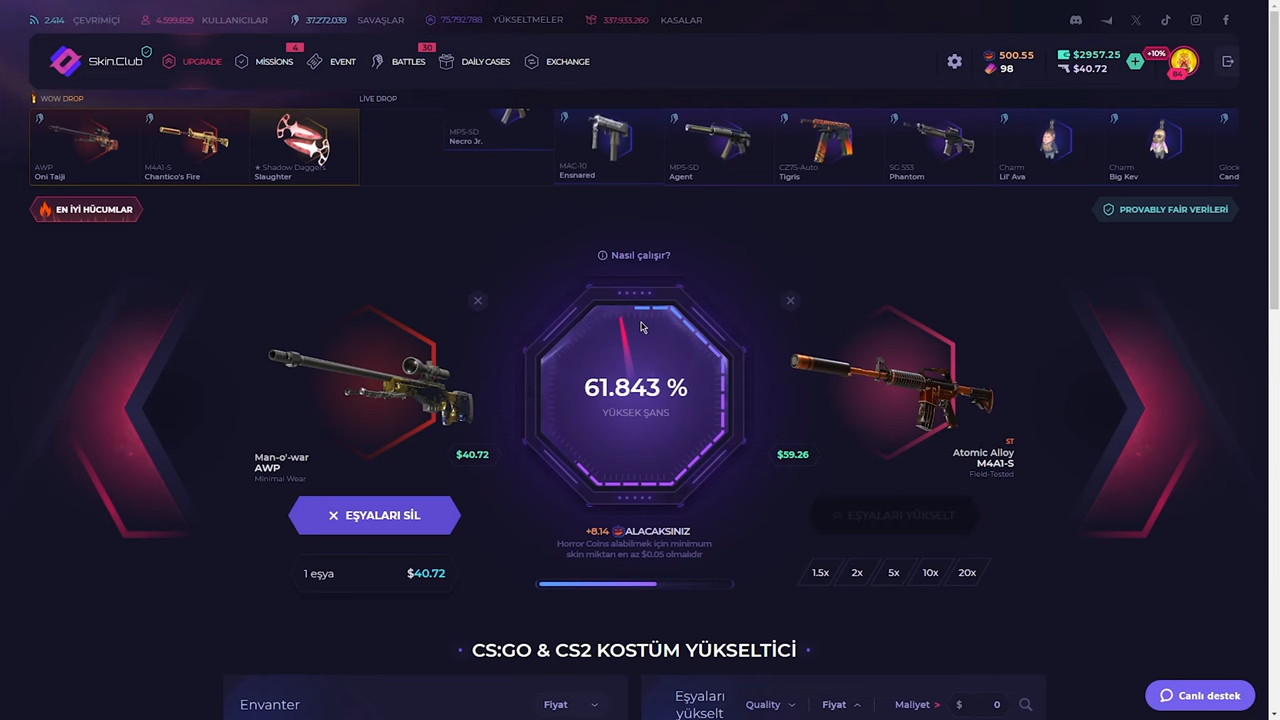 2.414 ÇEVRİMİÇİ 4.599.829 KULLANICILAR 37.272.039 SAVAŞLAR 75.792.788 YÜKSELTMELER 337.933.260 KASALAR
Skin.Club UPGRADE 4 MISSIONS EVENT 30 BATTLES DAILY CASES EXCHANGE
500.55 $2957.25 +10%
98 $40.72 84
WOW DROP LİVE DROP
AWP
Oni Taiji
M4A1-S
Chantico's Fire
★ Shadow Daggers
Slaughter
MP5-SD
Necro Jr.
MAC-10
Ensnared
MP5-SD
Agent
CZ75-Auto
Tigris
SG 553
Phantom
Charm
Lil' Ava
Charm
Big Kev
Glock
Cand
EN İYİ HÜCUMLAR
PROVABLY FAIR VERİLERİ
Nasıl çalışır?
61.843 %
YÜKSEK ŞANS
Man-o'-war
AWP
Minimal Wear
$40.72
$59.26
ST
Atomic Alloy
M4A1-S
Field-Tested
EŞYALARI SİL
EŞYALARI YÜKSELT
+8.14 ALACAKSINIZ
Horror Coins alabilmek için minimum
skin miktarı en az $0.05 olmalıdır
1 eşya $40.72
1.5x 2x 5x 10x 20x
CS:GO & CS2 KOSTÜM YÜKSELTİCİ
Envanter Fiyat
Eşyaları
yükselt
Quality Fiyat Maliyet > $ 0
Canlı destek